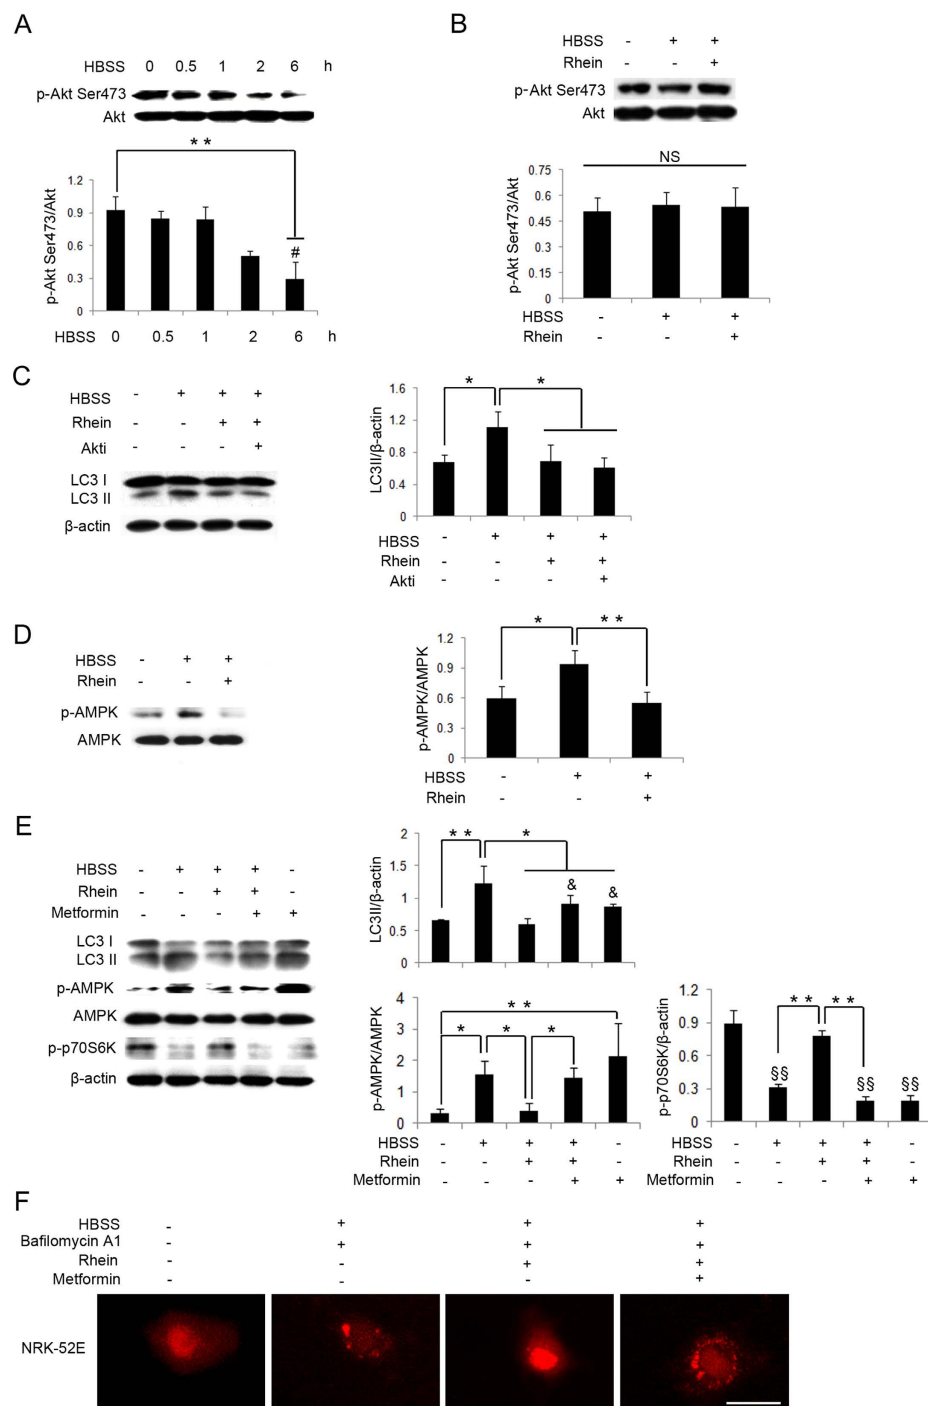 A
HBSS 0 0.5 1 2 6 h
p-Akt Ser473
Akt
* *
p-Akt Ser473/Akt
1.2
0.9
0.6
0.3
0
#
HBSS 0 0.5 1 2 6 h
B
HBSS - + +
Rhein - - +
p-Akt Ser473
Akt
NS
p-Akt Ser473/Akt
0.75
0.6
0.45
0.3
0.15
0
HBSS - + +
Rhein - - +
C
HBSS - + + +
Rhein - - + +
Akti - - - +
LC3 I
LC3 II
β-actin
* *
LC3II/β-actin
1.6
1.2
0.8
0.4
0
HBSS - + + +
Rhein - - + +
Akti - - - +
D
HBSS - + +
Rhein - - +
p-AMPK
AMPK
* * *
p-AMPK/AMPK
1.2
0.9
0.6
0.3
0
HBSS - + +
Rhein - - +
E
HBSS - + + + -
Rhein - - + + -
Metformin - - - + +
LC3 I
LC3 II
p-AMPK
AMPK
p-p70S6K
β-actin
* * *
LC3II/β-actin
2
1.5
1
0.5
0
& &
* *
* * *
p-AMPK/AMPK
4
3
2
1
0
HBSS - + + + -
Rhein - - + + -
Metformin - - - + +
* * * *
p-p70S6K/β-actin
1.2
0.9
0.6
0.3
0
§§ §§ §§
HBSS - + + + -
Rhein - - + + -
Metformin - - - + +
F
HBSS - + + +
Bafilomycin A1 - + + +
Rhein - - + +
Metformin - - - +
NRK-52E